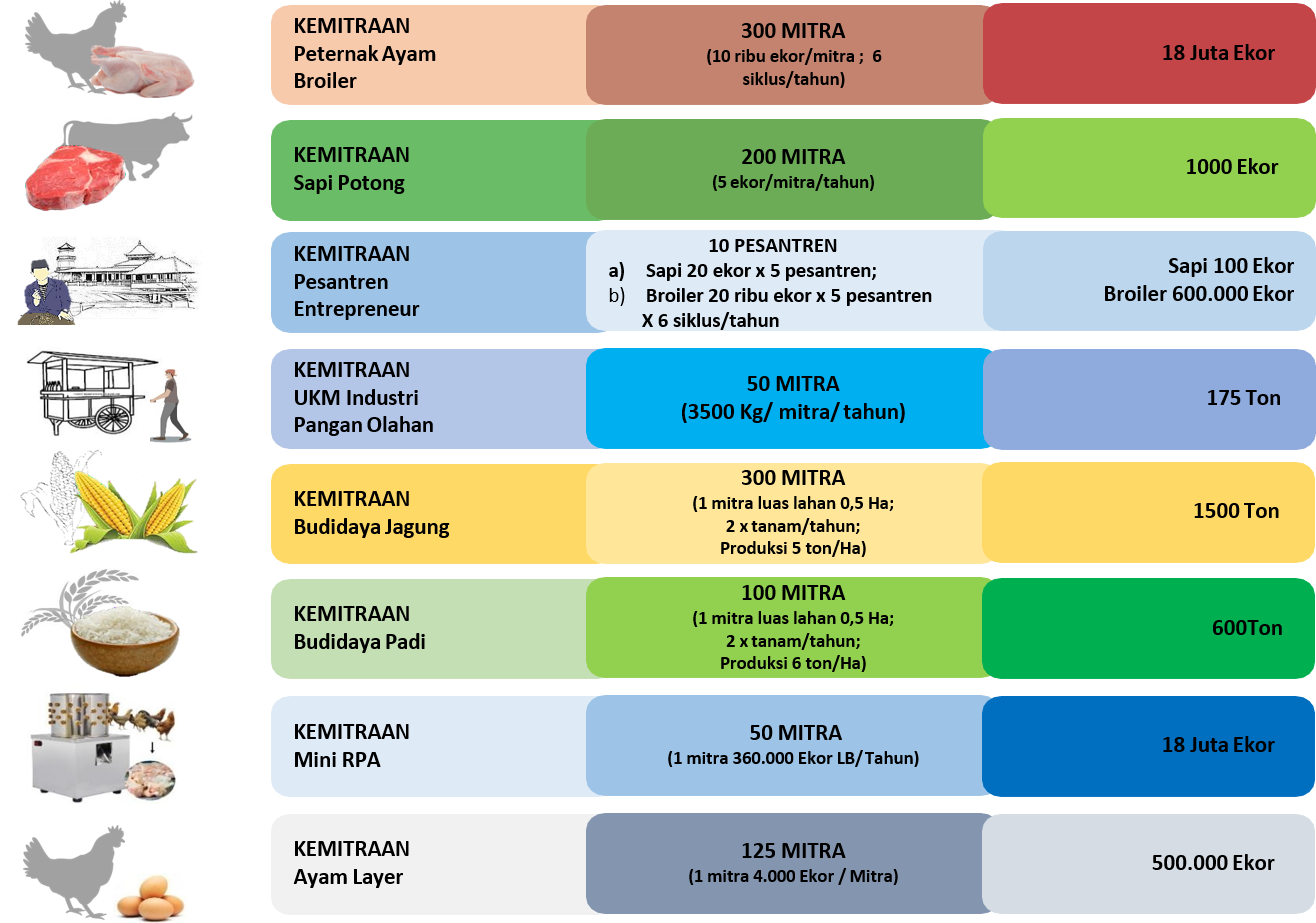 KEMITRAAN
Peternak Ayam
Broiler
300 MITRA
(10 ribu ekor/mitra ; 6
siklus/tahun)
18 Juta Ekor
KEMITRAAN
Sapi Potong
200 MITRA
(5 ekor/mitra/tahun)
1000 Ekor
KEMITRAAN
Pesantren
Entrepreneur
10 PESANTREN
a) Sapi 20 ekor x 5 pesantren;
b) Broiler 20 ribu ekor x 5 pesantren
X 6 siklus/tahun
Sapi 100 Ekor
Broiler 600.000 Ekor
KEMITRAAN
UKM Industri
Pangan Olahan
50 MITRA
(3500 Kg/ mitra/ tahun)
175 Ton
KEMITRAAN
Budidaya Jagung
300 MITRA
(1 mitra luas lahan 0,5 Ha;
2 x tanam/tahun;
Produksi 5 ton/Ha)
1500 Ton
KEMITRAAN
Budidaya Padi
100 MITRA
(1 mitra luas lahan 0,5 Ha;
2 x tanam/tahun;
Produksi 6 ton/Ha)
600Ton
KEMITRAAN
Mini RPA
50 MITRA
(1 mitra 360.000 Ekor LB/ Tahun)
18 Juta Ekor
KEMITRAAN
Ayam Layer
125 MITRA
(1 mitra 4.000 Ekor / Mitra)
500.000 Ekor